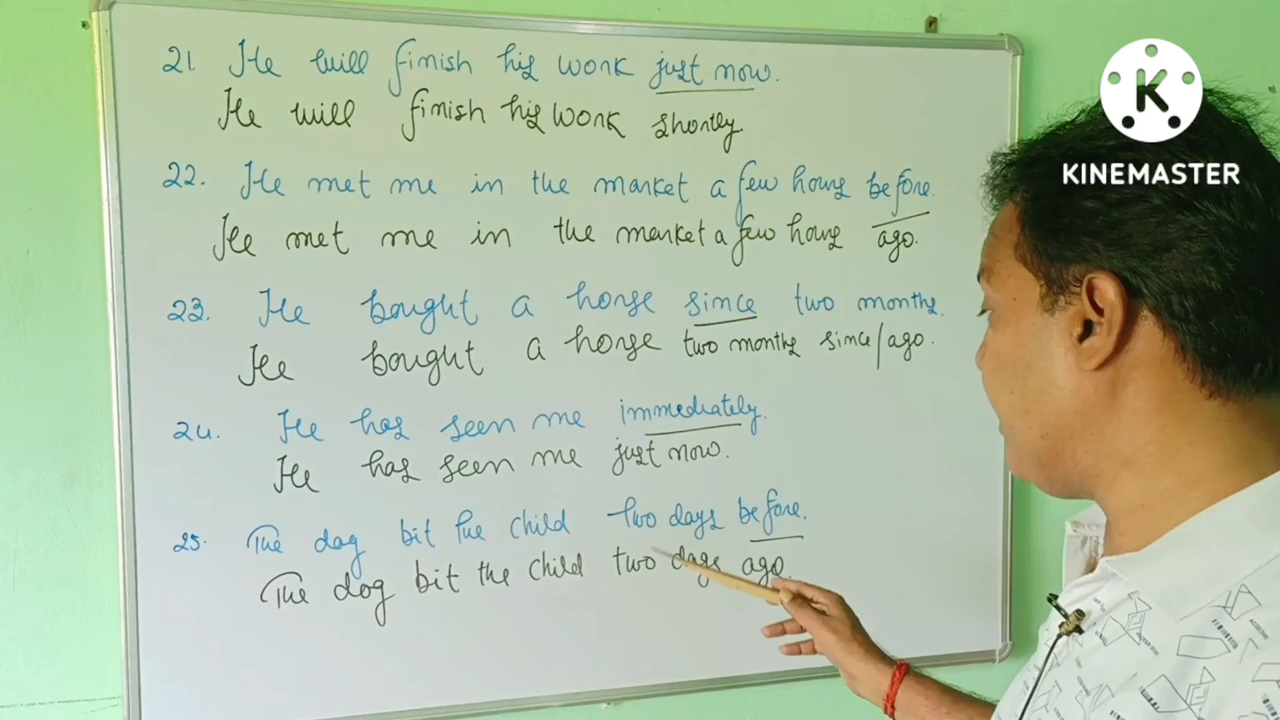 21. He will finish his work just now.
He will finish his work shortly.
22. He met me in the market a few hours before.
He met me in the market a few hours ago.
23. He bought a horse since two months.
He bought a horse two months since/ago.
24. He has seen me immediately.
He has seen me just now.
25. The dog bit the child two days before.
The dog bit the child two days ago.
K
KINEMASTER